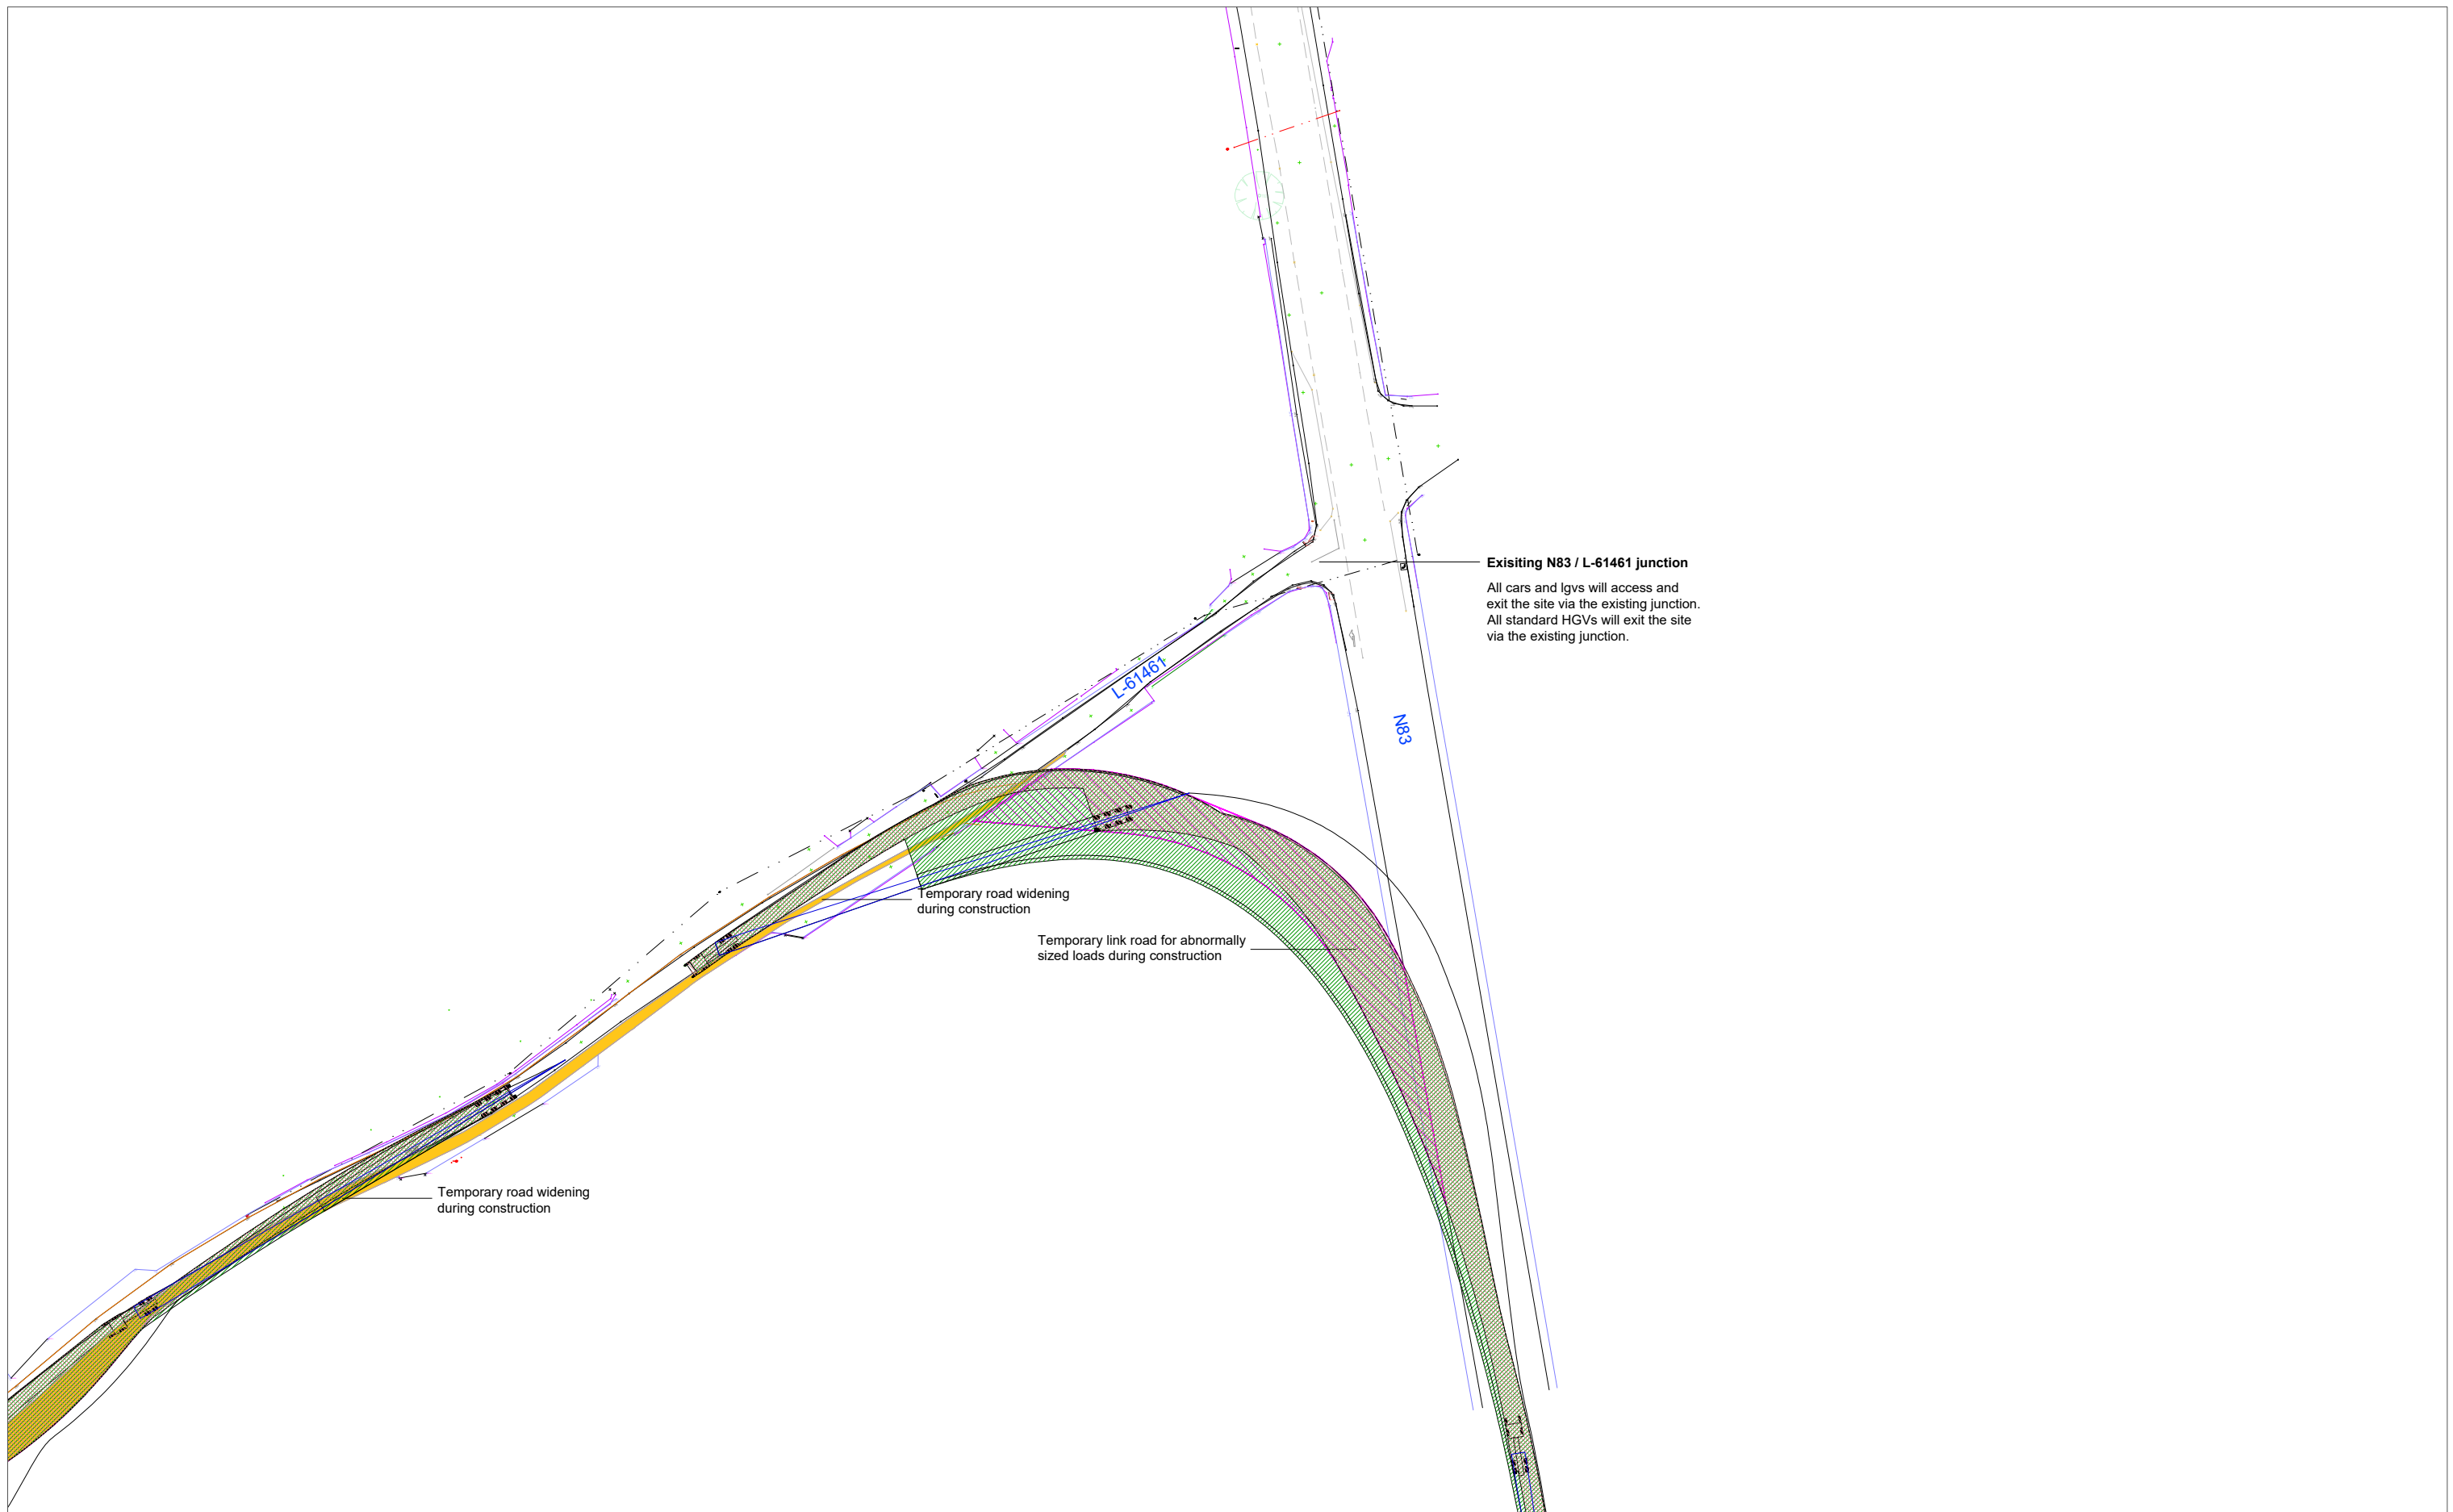 Exisiting N83 / L-61461 junction
All cars and lgvs will access and
exit the site via the existing junction.
All standard HGVs will exit the site
via the existing junction.
L-61461
N83
Temporary road widening
during construction
Temporary link road for abnormally
sized loads during construction
Temporary road widening
during construction